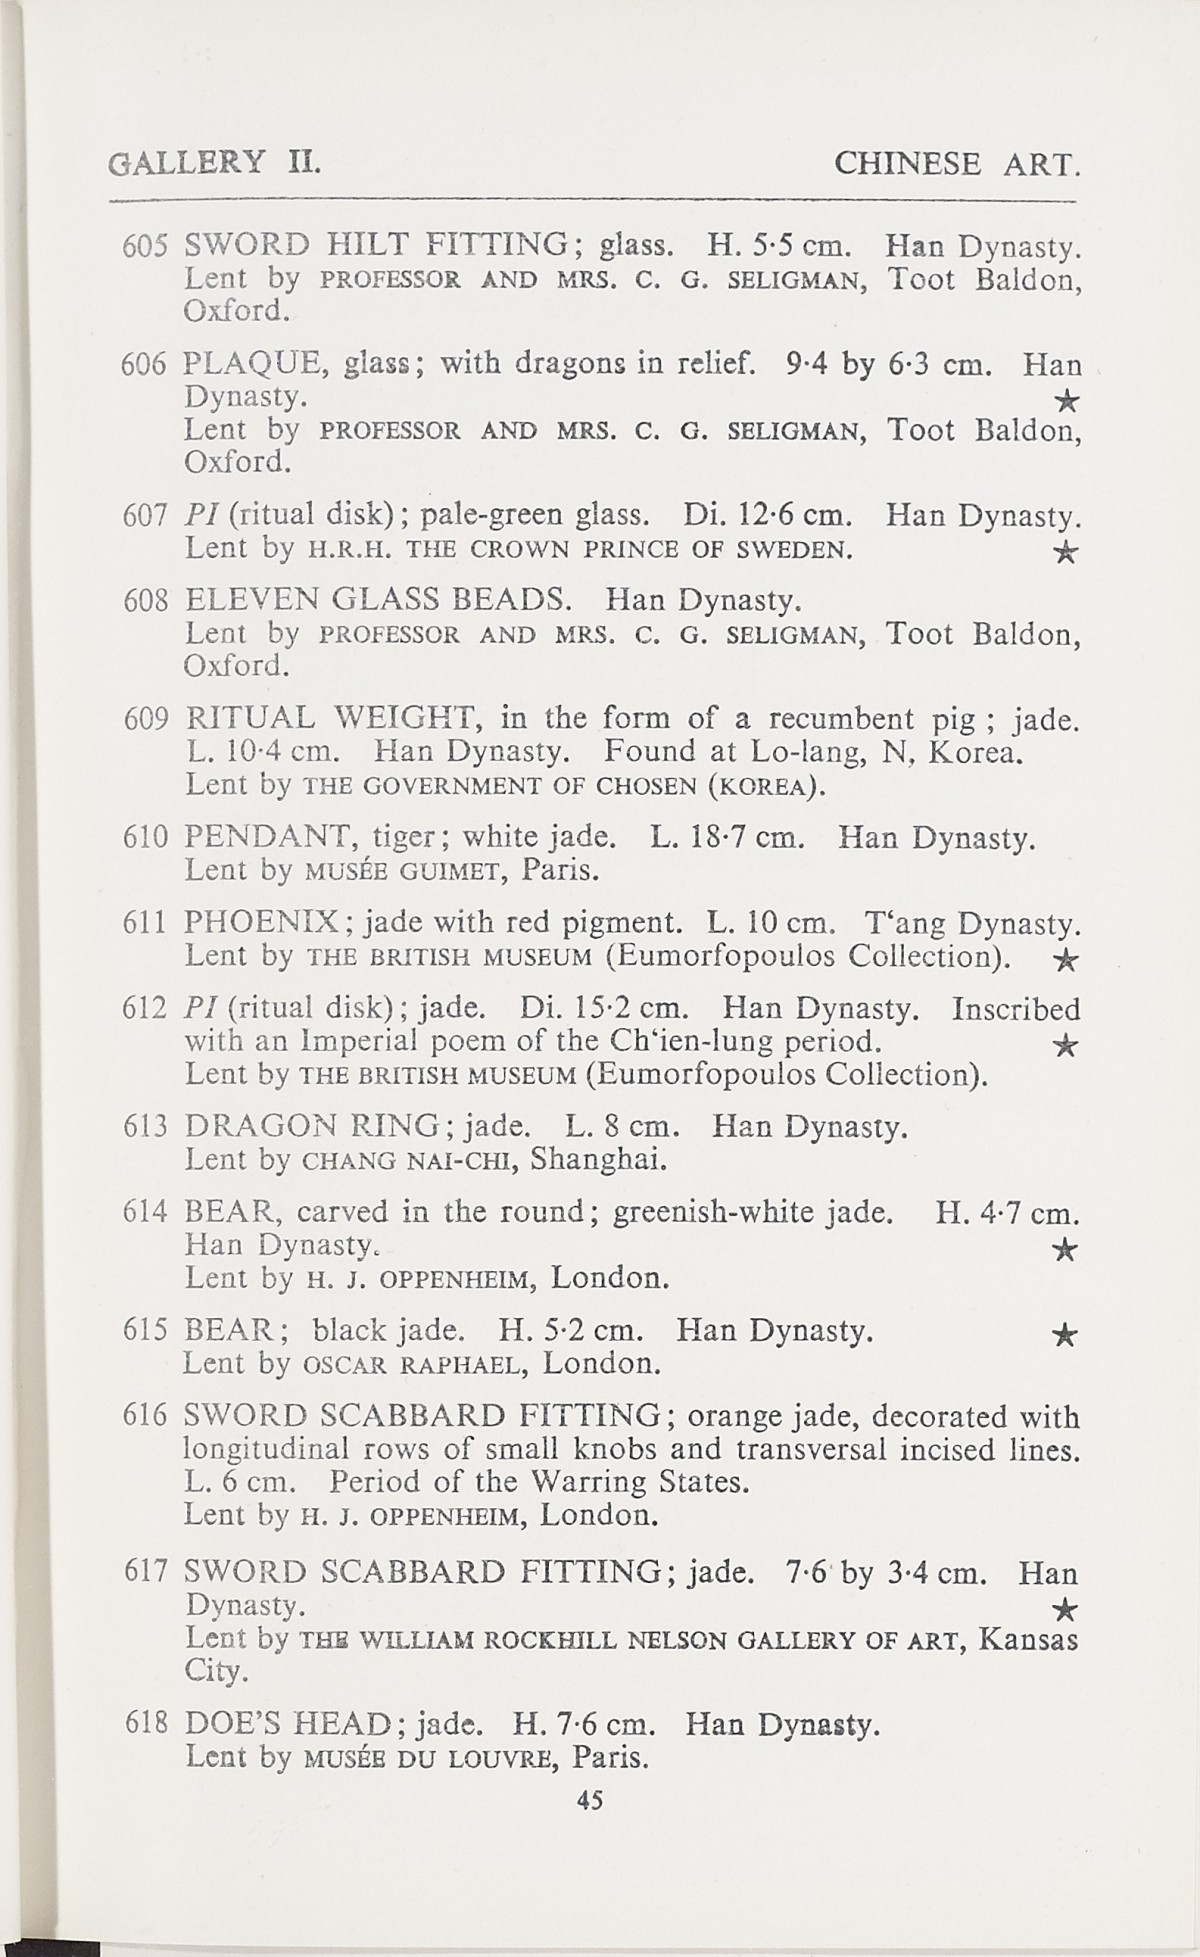 GALLERY II. CHINESE ART.
605 SWORD HILT FITTING; glass. H. 5·5 cm. Han Dynasty.
Lent by PROFESSOR AND MRS. C. G. SELIGMAN, Toot Baldon,
Oxford.
606 PLAQUE, glass; with dragons in relief. 9·4 by 6·3 cm. Han
Dynasty. ★
Lent by PROFESSOR AND MRS. C. G. SELIGMAN, Toot Baldon,
Oxford.
607 PI (ritual disk); pale-green glass. Di. 12·6 cm. Han Dynasty.
Lent by H.R.H. THE CROWN PRINCE OF SWEDEN. ★
608 ELEVEN GLASS BEADS. Han Dynasty.
Lent by PROFESSOR AND MRS. C. G. SELIGMAN, Toot Baldon,
Oxford.
609 RITUAL WEIGHT, in the form of a recumbent pig; jade.
L. 10·4 cm. Han Dynasty. Found at Lo-lang, N, Korea.
Lent by THE GOVERNMENT OF CHOSEN (KOREA).
610 PENDANT, tiger; white jade. L. 18·7 cm. Han Dynasty.
Lent by MUSÉE GUIMET, Paris.
611 PHOENIX; jade with red pigment. L. 10 cm. T‘ang Dynasty.
Lent by THE BRITISH MUSEUM (Eumorfopoulos Collection). ★
612 PI (ritual disk); jade. Di. 15·2 cm. Han Dynasty. Inscribed
with an Imperial poem of the Ch‘ien-lung period. ★
Lent by THE BRITISH MUSEUM (Eumorfopoulos Collection).
613 DRAGON RING; jade. L. 8 cm. Han Dynasty.
Lent by CHANG NAI-CHI, Shanghai.
614 BEAR, carved in the round; greenish-white jade. H. 4·7 cm.
Han Dynasty. ★
Lent by H. J. OPPENHEIM, London.
615 BEAR; black jade. H. 5·2 cm. Han Dynasty. ★
Lent by OSCAR RAPHAEL, London.
616 SWORD SCABBARD FITTING; orange jade, decorated with
longitudinal rows of small knobs and transversal incised lines.
L. 6 cm. Period of the Warring States.
Lent by H. J. OPPENHEIM, London.
617 SWORD SCABBARD FITTING; jade. 7·6 by 3·4 cm. Han
Dynasty. ★
Lent by THE WILLIAM ROCKHILL NELSON GALLERY OF ART, Kansas
City.
618 DOE'S HEAD; jade. H. 7·6 cm. Han Dynasty.
Lent by MUSÉE DU LOUVRE, Paris.
45